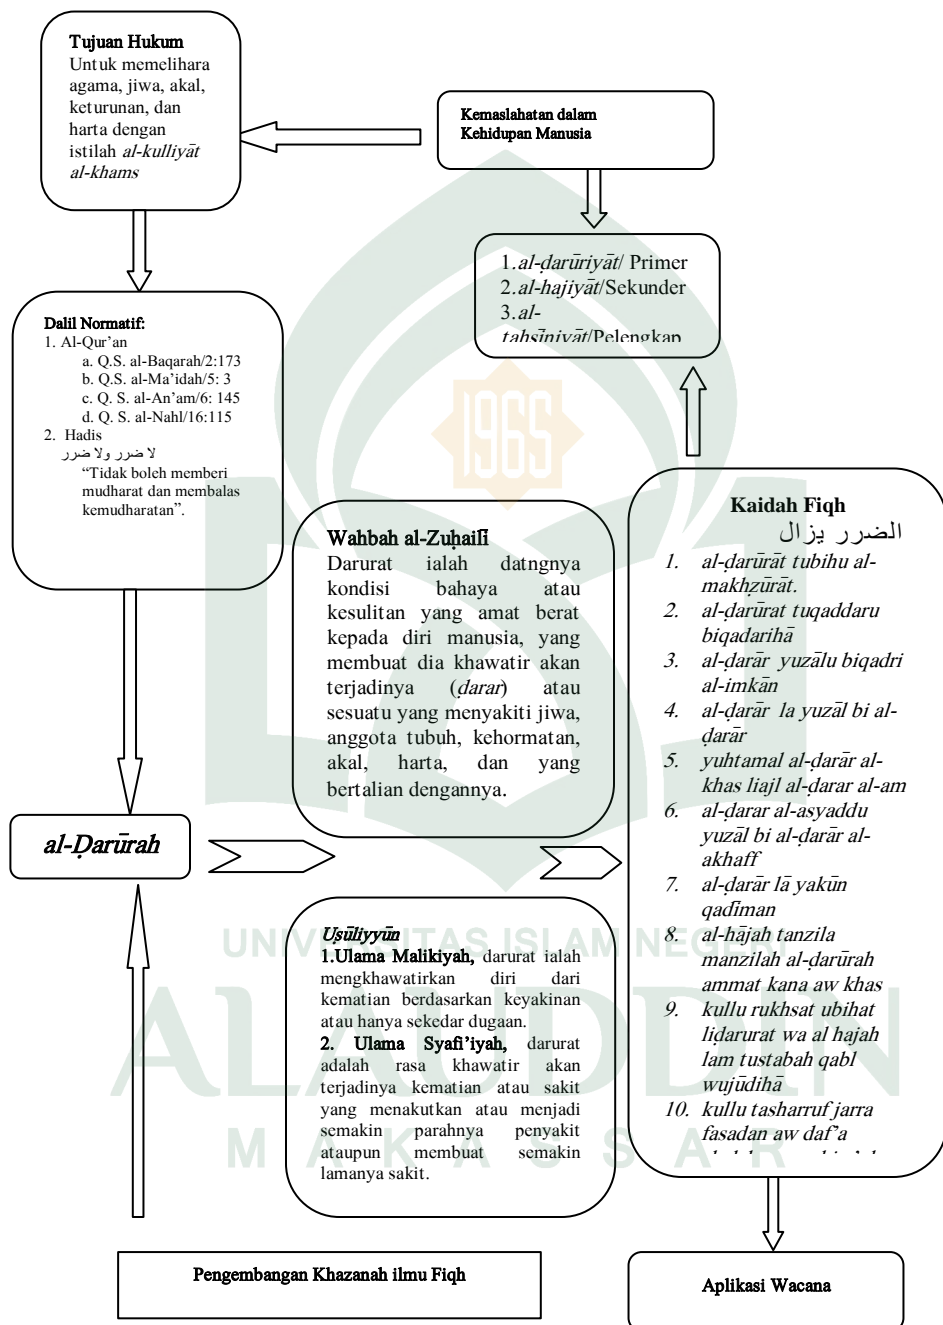 Tujuan Hukum
Untuk memelihara
agama, jiwa, akal,
keturunan, dan
harta dengan
istilah al-kulliyāt
al-khams
Kemaslahatan dalam
Kehidupan Manusia
1.al-ḍarūriyāt/ Primer
2.al-hajiyāt/Sekunder
3.al-
tahsīniyāt/Pelengkap
Dalil Normatif:
1. Al-Qur’an
a. Q.S. al-Baqarah/2:173
b. Q.S. al-Ma’idah/5: 3
c. Q.S. al-An’am/6: 145
d. Q. S. al-Nahl/16:115
2. Hadis
لا ضرر ولا ضرر
“Tidak boleh memberi
mudharat dan membalas
kemudharatan”.
1965
Wahbah al-Zuḥailī
Darurat ialah datngnya
kondisi bahaya atau
kesulitan yang amat berat
kepada diri manusia, yang
membuat dia khawatir akan
terjadinya (ḍarar) atau
sesuatu yang menyakiti jiwa,
anggota tubuh, kehormatan,
akal, harta, dan yang
bertalian dengannya.
Kaidah Fiqh
الضرر يزال
1. al-ḍarūrāt tubihu al-
makhẓūrāt.
2. al-ḍarūrat tuqaddaru
biqadarihā
3. al-ḍarār yuzālu biqadri
al-imkān
4. al-ḍarār la yuzāl bi al-
ḍarār
5. yuhtamal al-ḍarār al-
khas liajl al-ḍarar al-am
6. al-ḍarar al-asyaddu
yuzāl bi al-ḍarār al-
akhaff
7. al-ḍarār lā yakūn
qadīman
8. al-hājah tanzila
manzilah al-ḍarūrah
ammat kana aw khas
9. kullu rukhsat ubihat
liḍarurat wa al hajah
lam tustabah qabl
wujūdihā
10. kullu tasharruf jarra
fasadan aw daf’a
al-Ḍarūrah
Uṣūliyyūn
1.Ulama Malikiyah, darurat ialah
mengkhawatirkan diri dari
kematian berdasarkan keyakinan
atau hanya sekedar dugaan.
2. Ulama Syafi’iyah, darurat
adalah rasa khawatir akan
terjadinya kematian atau sakit
yang menakutkan atau menjadi
semakin parahnya penyakit
ataupun membuat semakin
lamanya sakit.
UNIVERSITAS ISLAM NEGERI
ALAUDDIN
MAKASSAR
Pengembangan Khazanah ilmu Fiqh
Aplikasi Wacana